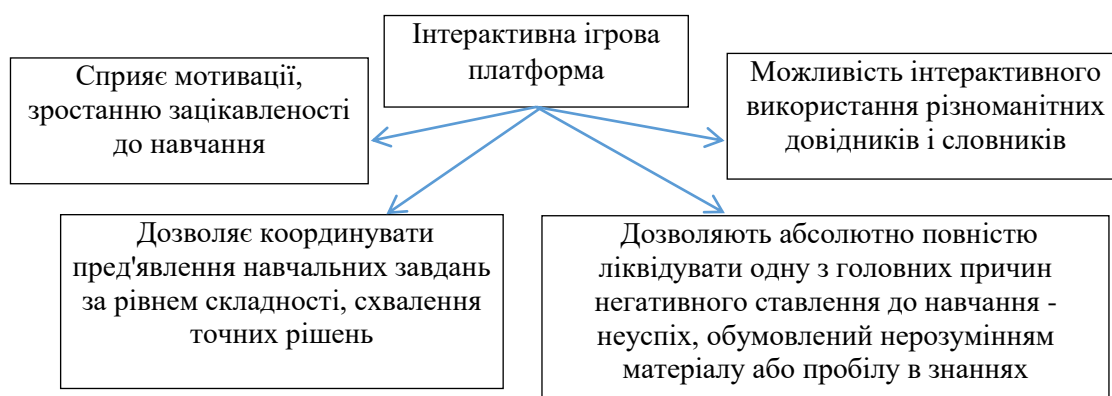 Інтерактивна ігрова
платформа
Сприяє мотивації,
зростанню зацікавленості
до навчання
Можливість інтерактивного
використання різноманітних
довідників і словників
Дозволяє координувати
пред'явлення навчальних завдань
за рівнем складності, схвалення
точних рішень
Дозволяють абсолютно повністю
ліквідувати одну з головних причин
негативного ставлення до навчання -
неуспіх, обумовлений нерозумінням
матеріалу або пробілу в знаннях